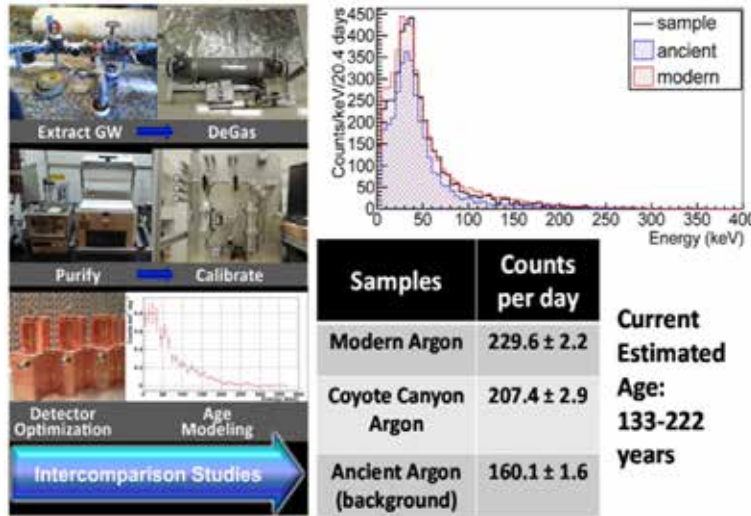 Extract GW
DeGas
Purify
Calibrate
Detector
Optimization
Age
Modeling
Intercomparison Studies
Counts/keV/20.4 days
450
400
350
300
250
200
150
100
50
0
0 50 100 150 200 250 300 350 400
Energy (keV)
sample
ancient
modern
Samples
Counts
per day
Modern Argon
229.6 ± 2.2
Coyote Canyon
Argon
207.4 ± 2.9
Ancient Argon
(background)
160.1 ± 1.6
Current
Estimated
Age:
133-222
years